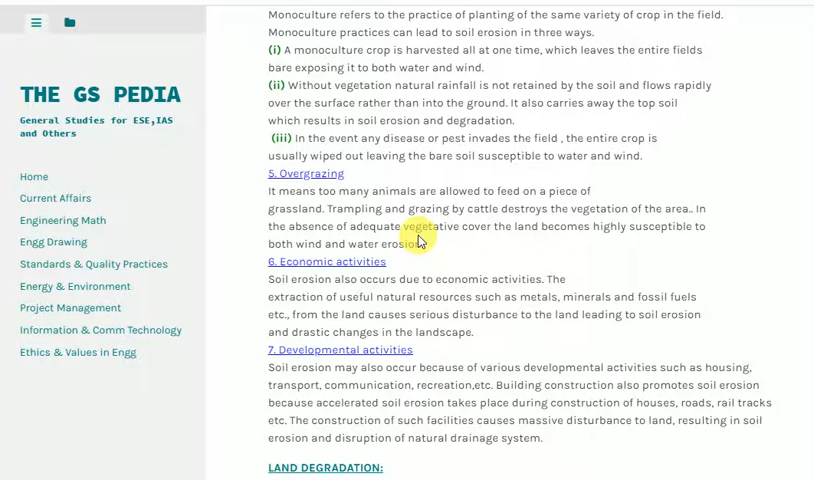 THE GS PEDIA
General Studies for ESE,IAS
and Others
Home
Current Affairs
Engineering Math
Engg Drawing
Standards & Quality Practices
Energy & Environment
Project Management
Information & Comm Technology
Ethics & Values in Engg
Monoculture refers to the practice of planting of the same variety of crop in the field.
Monoculture practices can lead to soil erosion in three ways.
(i) A monoculture crop is harvested all at one time, which leaves the entire fields
bare exposing it to both water and wind.
(ii) Without vegetation natural rainfall is not retained by the soil and flows rapidly
over the surface rather than into the ground. It also carries away the top soil
which results in soil erosion and degradation.
(iii) In the event any disease or pest invades the field , the entire crop is
usually wiped out leaving the bare soil susceptible to water and wind.
5. Overgrazing
It means too many animals are allowed to feed on a piece of
grassland. Trampling and grazing by cattle destroys the vegetation of the area.. In
the absence of adequate vegetative cover the land becomes highly susceptible to
both wind and water erosion.
6. Economic activities
Soil erosion also occurs due to economic activities. The
extraction of useful natural resources such as metals, minerals and fossil fuels
etc., from the land causes serious disturbance to the land leading to soil erosion
and drastic changes in the landscape.
7. Developmental activities
Soil erosion may also occur because of various developmental activities such as housing,
transport, communication, recreation,etc. Building construction also promotes soil erosion
because accelerated soil erosion takes place during construction of houses, roads, rail tracks
etc. The construction of such facilities causes massive disturbance to land, resulting in soil
erosion and disruption of natural drainage system.
LAND DEGRADATION: